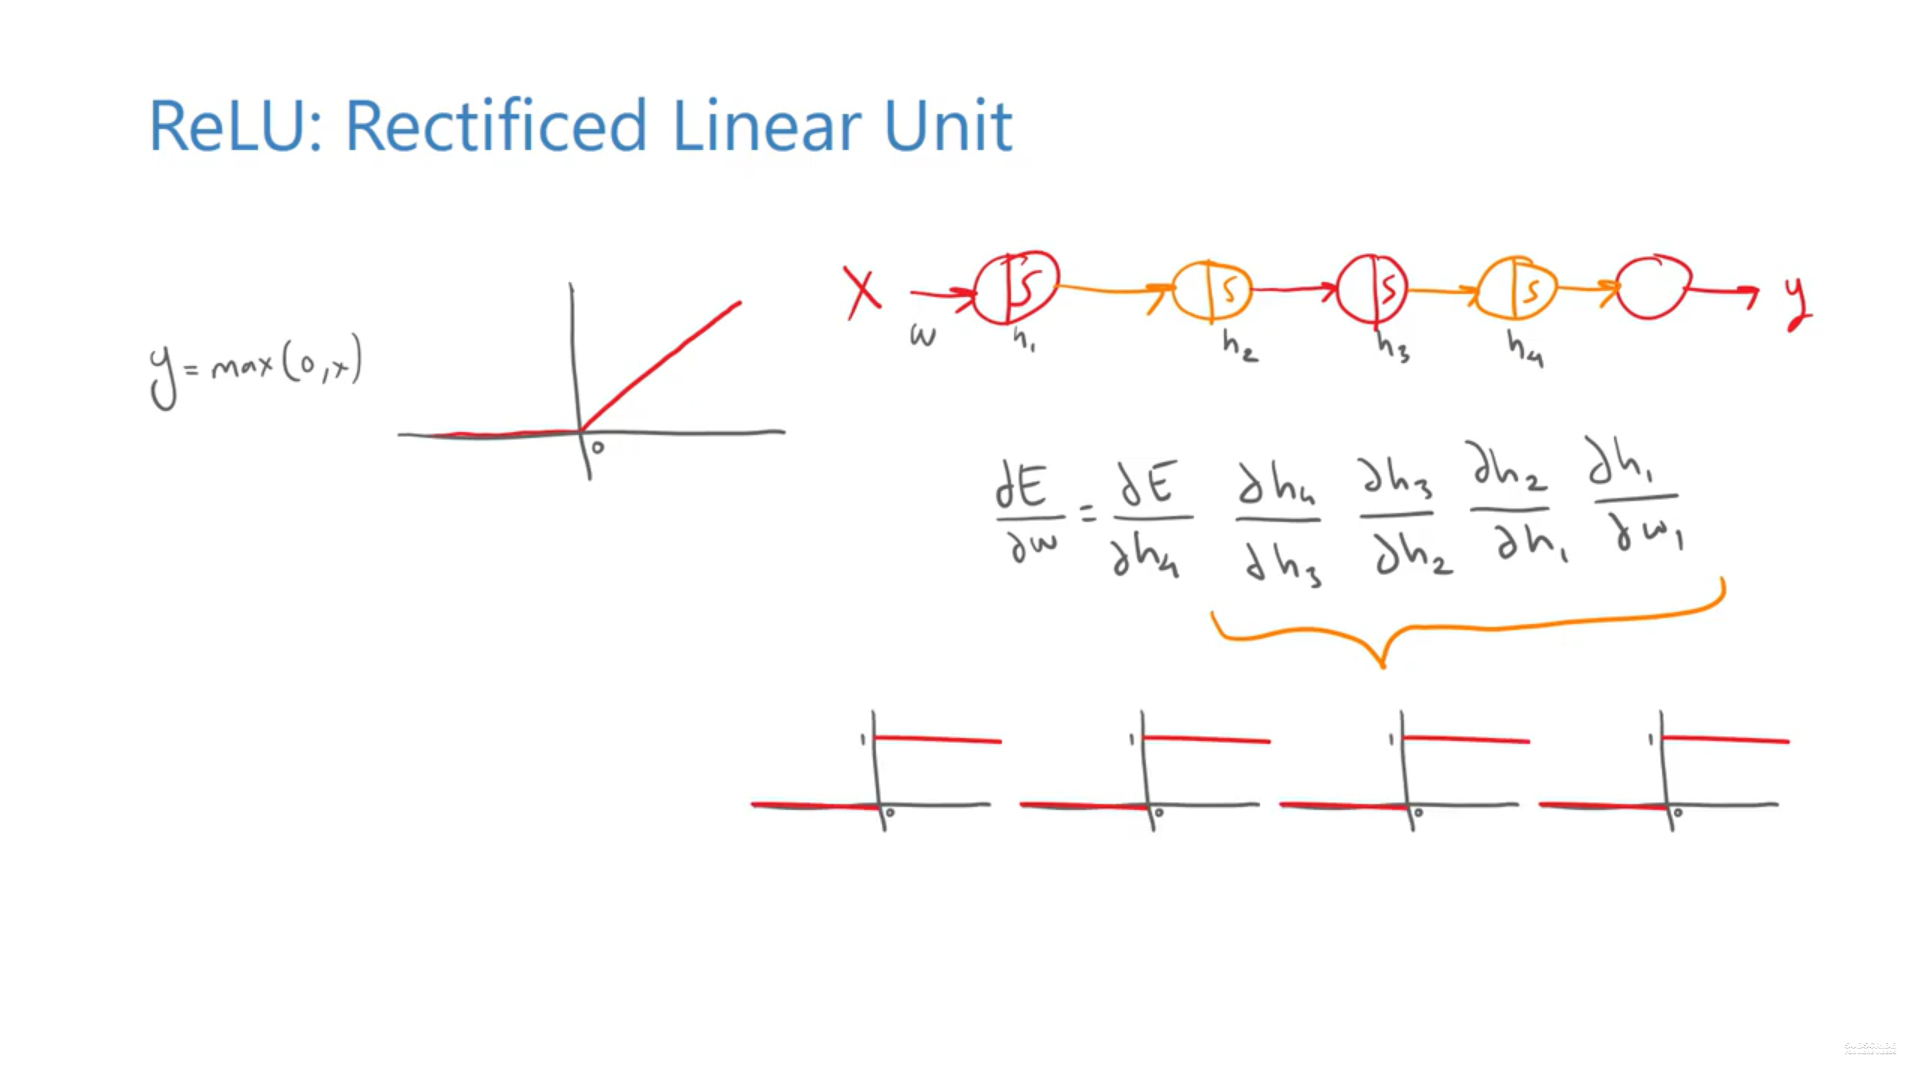 ReLU: Rectificed Linear Unit
X w h₁ h₂ h₃ h₄ y
S S S S
y = max(0,x)
0
∂E/∂w = ∂E/∂h₄ ∂h₄/∂h₃ ∂h₃/∂h₂ ∂h₂/∂h₁ ∂h₁/∂w₁
1 1 1 1
0 0 0 0
SUBSCRIBE